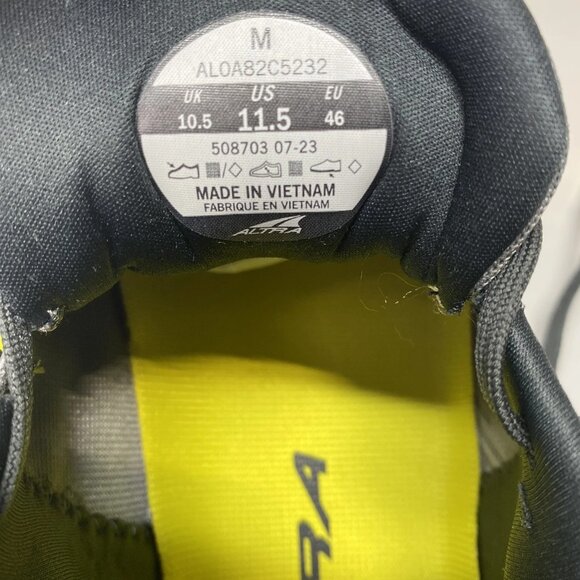 M
AL0A82C5232
UK US EU
10.5 11.5 46
508703 07-23
MADE IN VIETNAM
FABRIQUE EN VIETNAM
ALTRA
RA